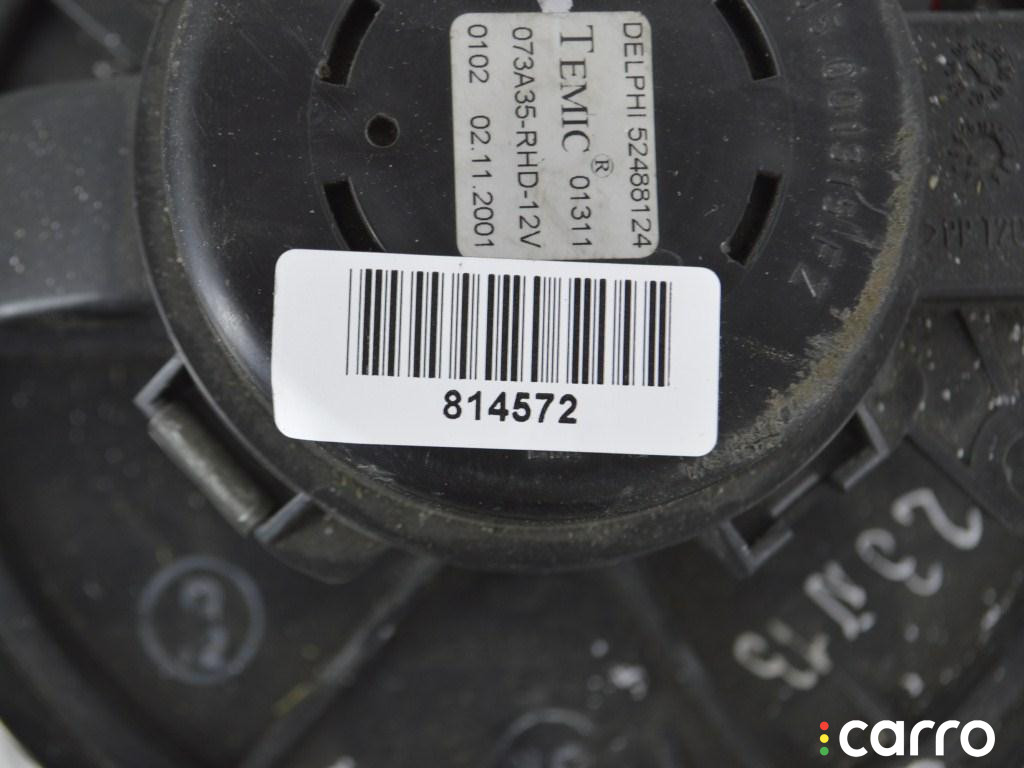 DELPHI 52488124
TEMIC® 01311
073A35-RHD-12V
0102 02.11.2001
814572
carro